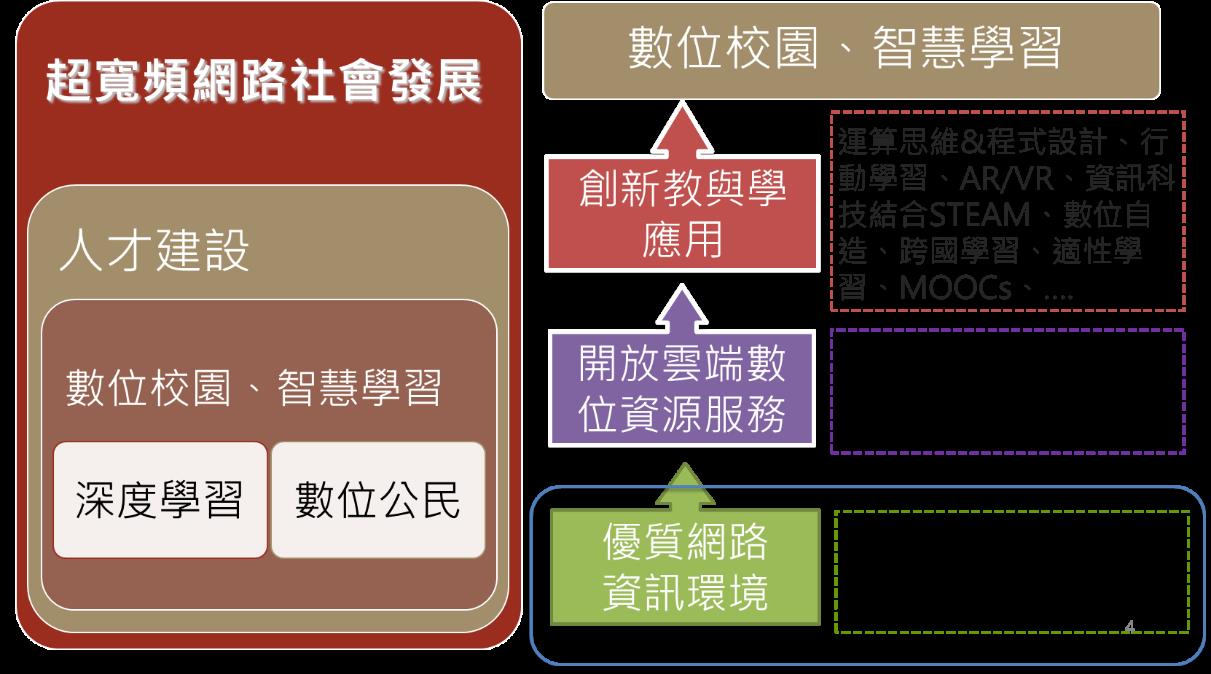 超寬頻網路社會發展
人才建設
數位校園、智慧學習
深度學習
數位公民
數位校園、智慧學習
創新教與學
應用
運算思維&程式設計、行
動學習、AR/VR、資訊科
技結合STEAM、數位自
造、跨國學習、適性學
習、MOOCs、....
開放雲端數
位資源服務
優質網路
資訊環境
4